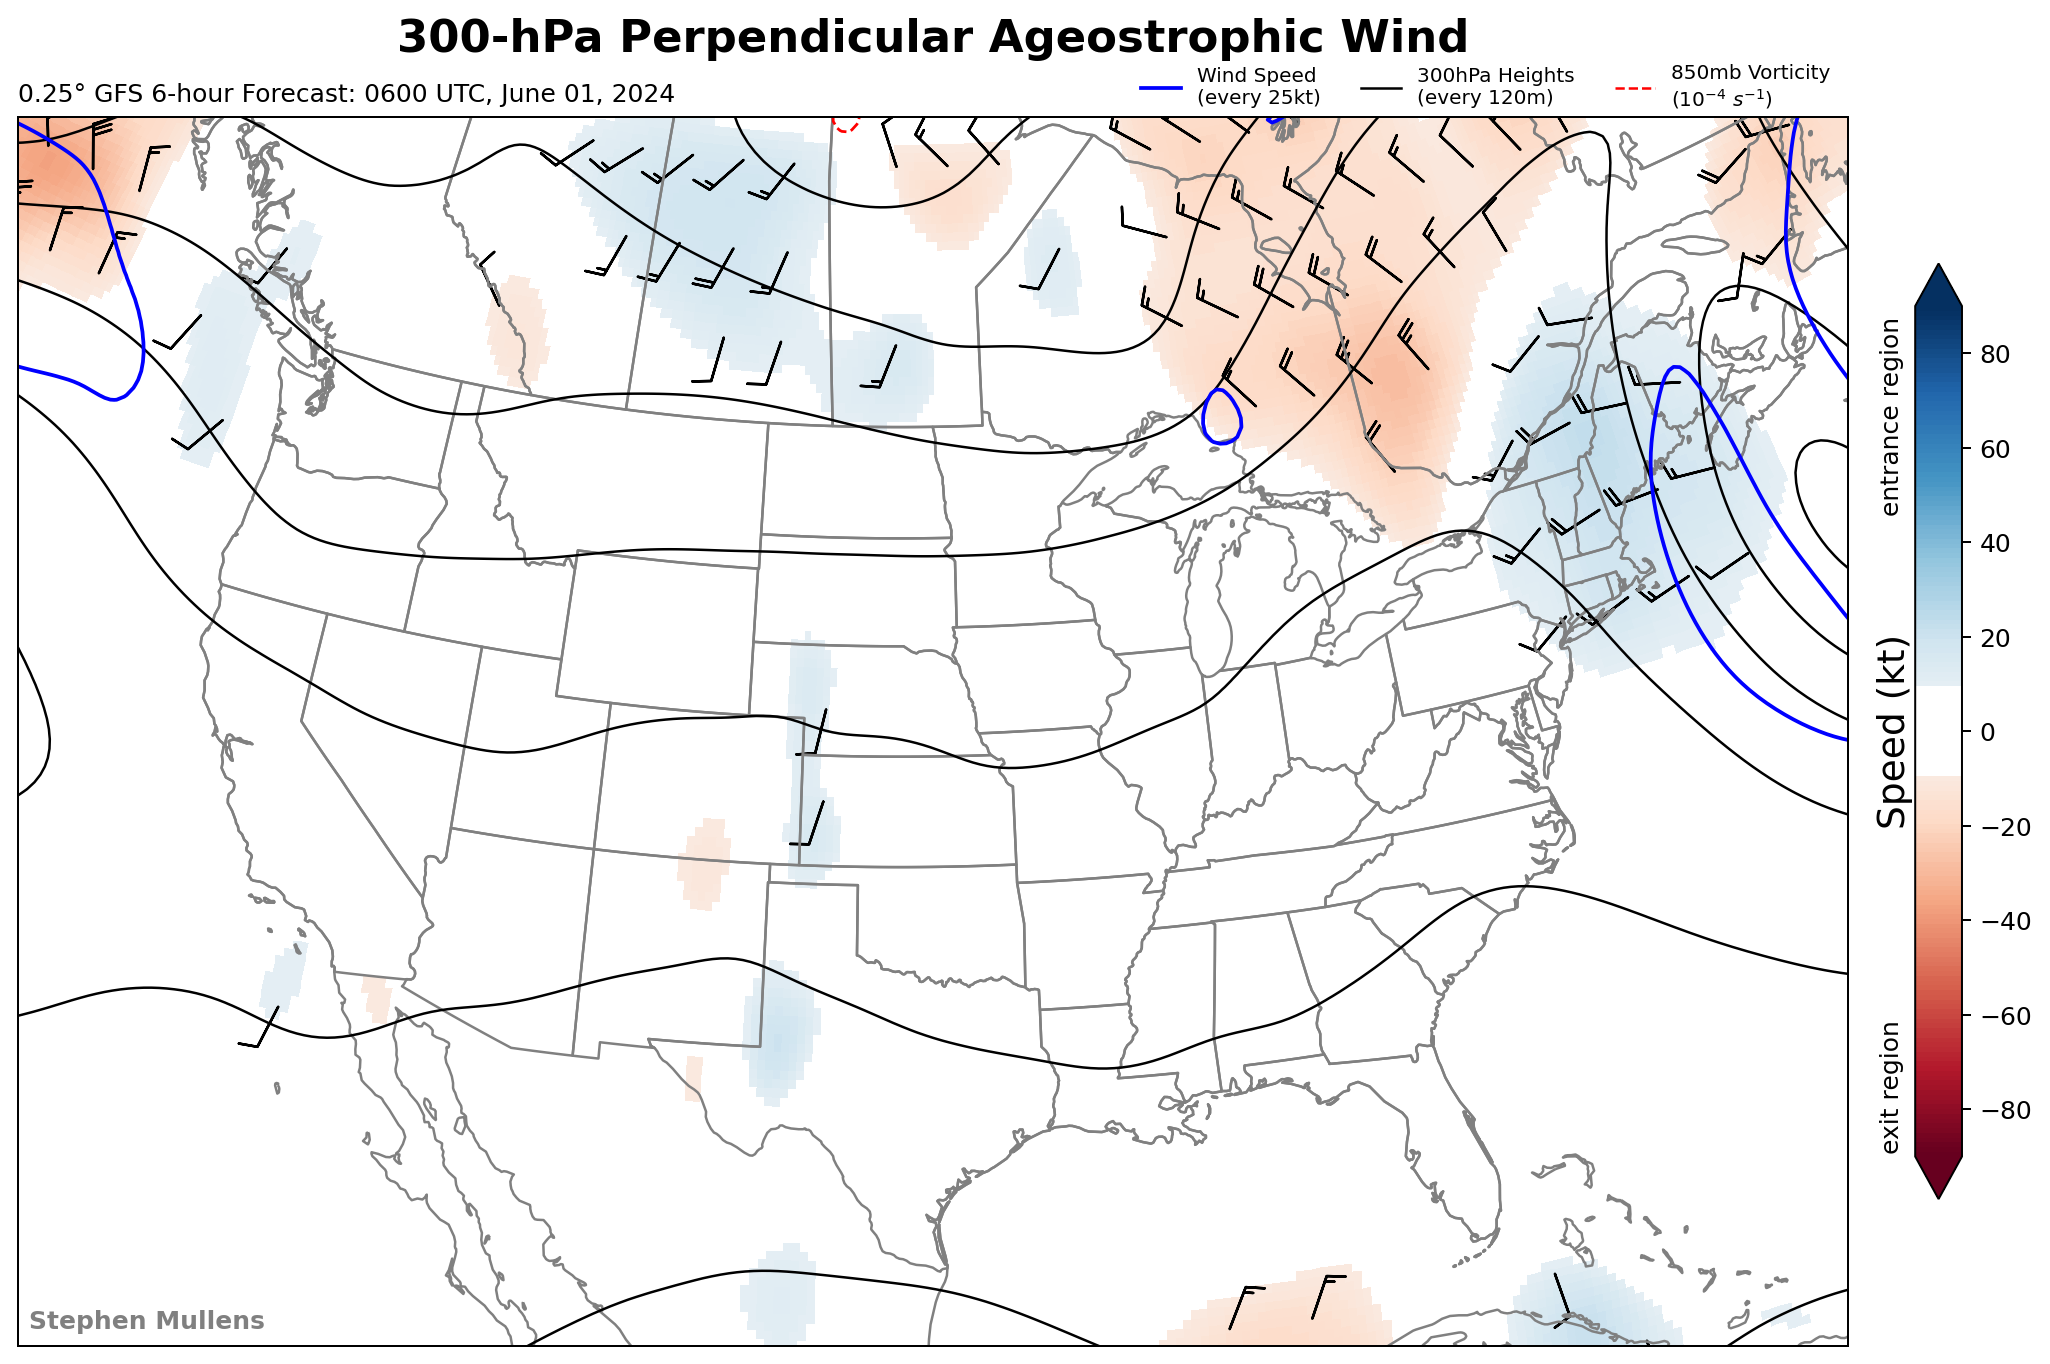 300-hPa Perpendicular Ageostrophic Wind
0.25° GFS 6-hour Forecast: 0600 UTC, June 01, 2024
Wind Speed
(every 25kt)
300hPa Heights
(every 120m)
850mb Vorticity
(10⁻⁴ s⁻¹)
entrance region
Speed (kt)
exit region
80
60
40
20
0
−20
−40
−60
−80
Stephen Mullens